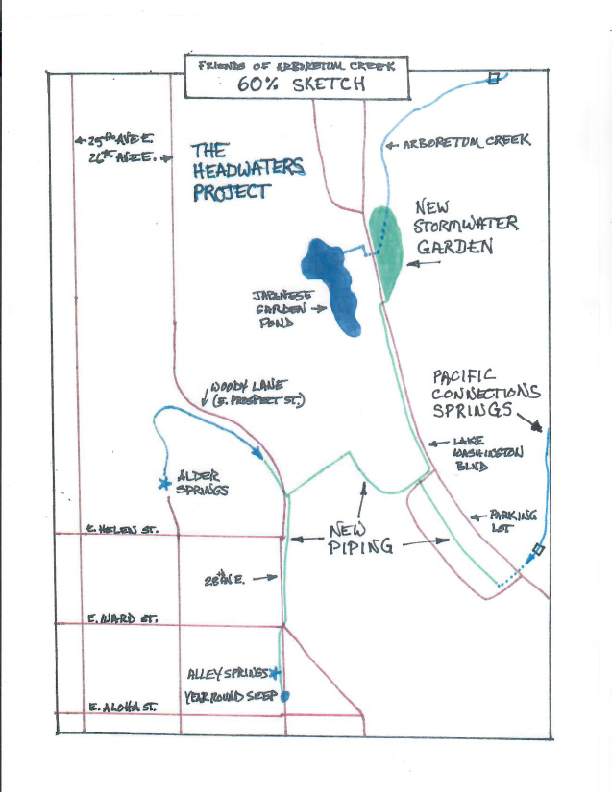 FRIENDS OF ARBORETUM CREEK
60% SKETCH
25TH AVE E.
26TH AVE E.
THE
HEADWATERS
PROJECT
ARBORETUM CREEK
NEW
STORMWATER
GARDEN
JAPANESE
GARDEN
POND
PACIFIC
CONNECTIONS
SPRINGS
WOODY LANE
(E. PROSPECT ST.)
LAKE
WASHINGTON
BLVD
ALDER
SPRINGS
PARKING
LOT
E. HELEN ST.
NEW
PIPING
28TH AVE.
E. WARD ST.
ALLEY SPRINGS
YEAR ROUND SEEP
E. ALOHA ST.